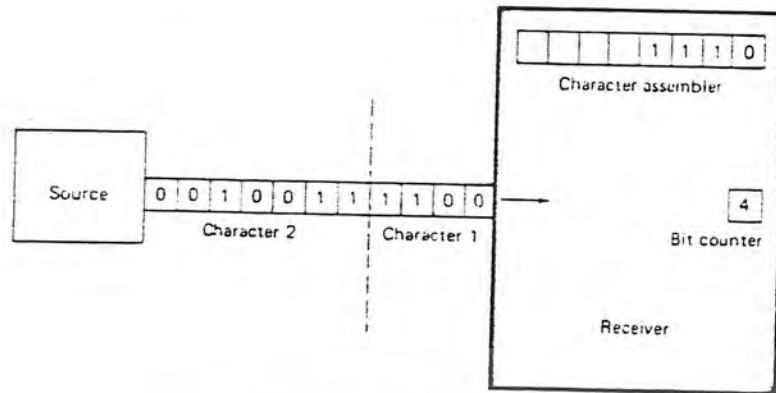 1 1 1 0
Character assembler
Source
0 0 1 0 0 1 1 1 1 0 0
4
Character 2 Character 1
Bit counter
Receiver